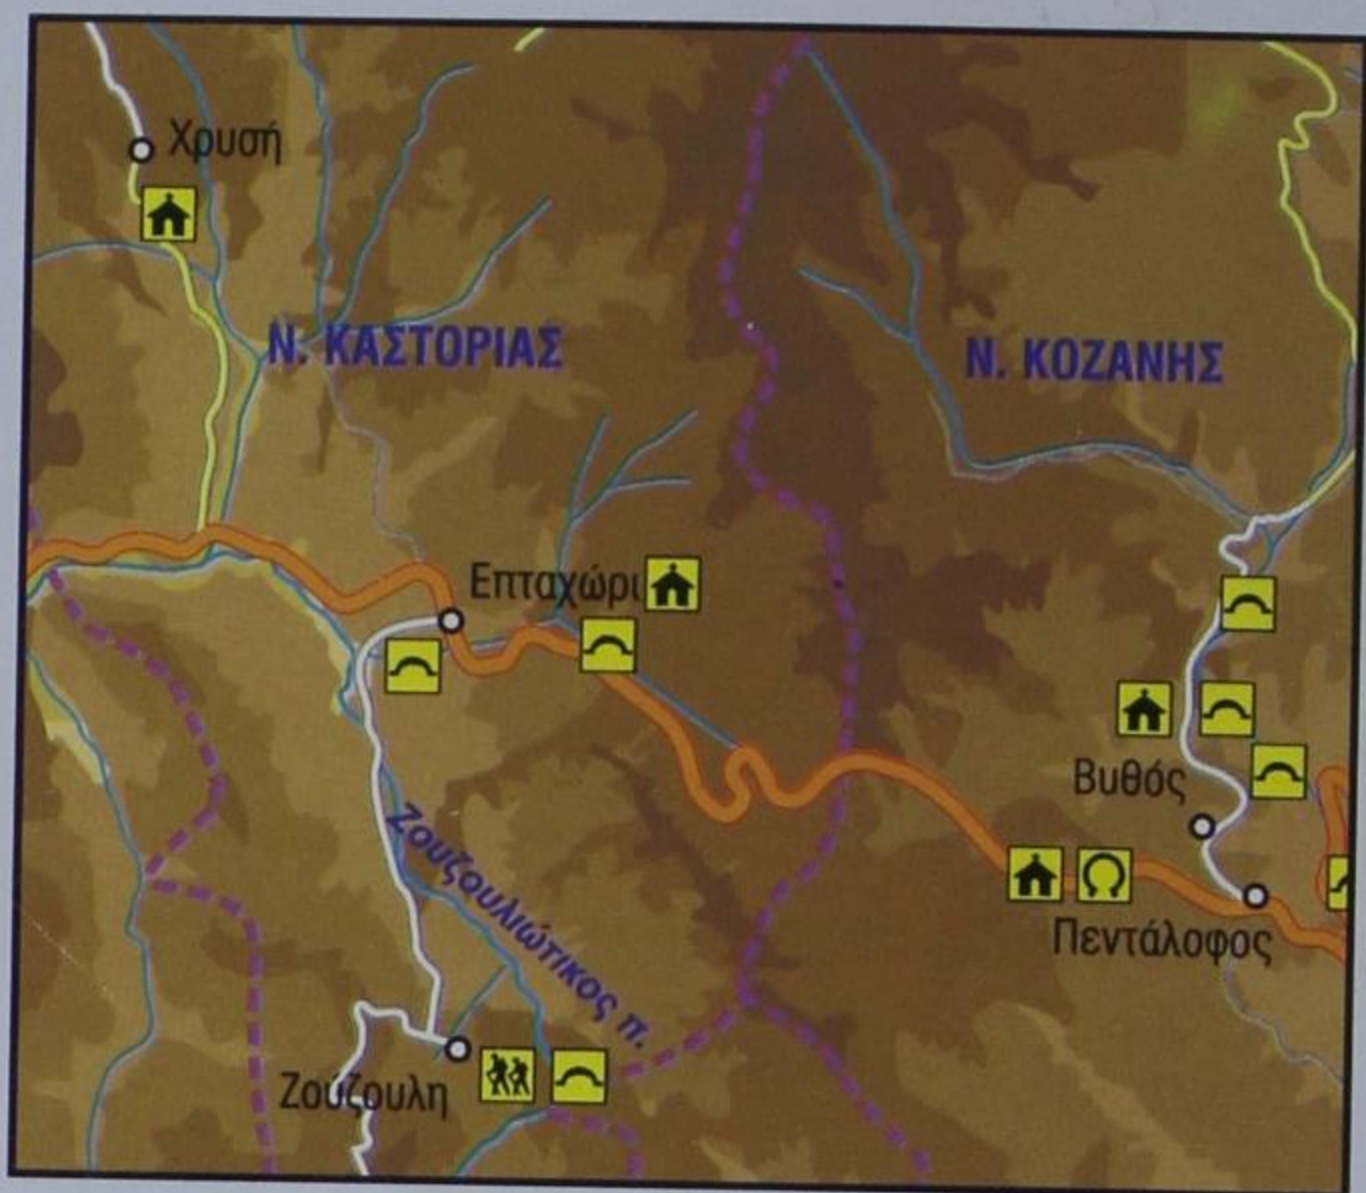 Χρυσή
Ν. ΚΑΣΤΟΡΙΑΣ
Ν. ΚΟΖΑΝΗΣ
Επταχώρι
Βυθός
Ζουζουλιώτικος π.
Πεντάλοφος
Ζούζουλη